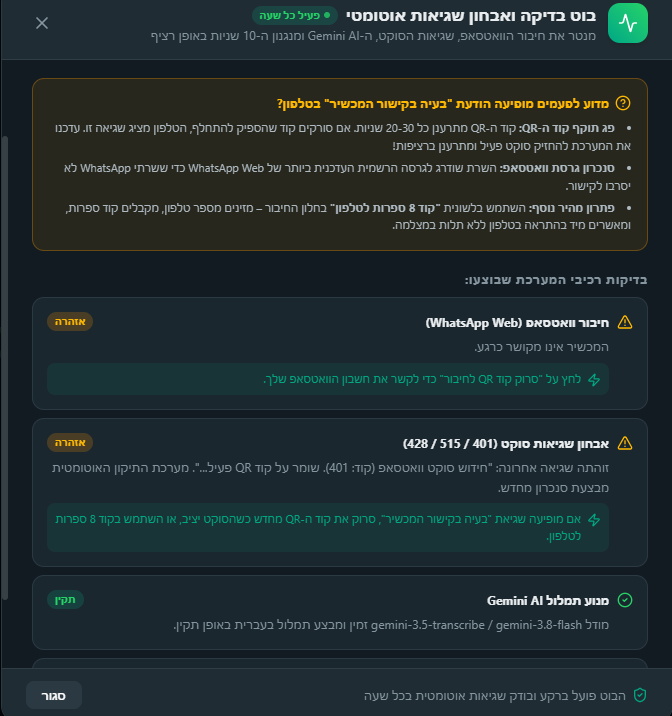 בוט בדיקה ואבחון שגיאות אוטומטי
פעיל כל שעה
מנטר את חיבור הוואטסאפ, שגיאות הסוקט, ה-Gemini AI ומנגנון ה-10 שניות באופן רציף
מדוע לפעמים מופיעה הודעת "בעיה בקישור המכשיר" בטלפון?
• פג תוקף קוד ה-QR: קוד ה-QR מתרענן כל 20-30 שניות. אם סורקים קוד שהספיק להתחלף, הטלפון מציג שגיאה זו. עדכנו
את המערכת להחזיק סוקט פעיל ומתרענן ברציפות!
• סנכרון גרסת וואטסאפ: השרת שודרג לגרסה הרשמית העדכנית ביותר של WhatsApp Web כדי ששרתי WhatsApp לא
יסרבו לקישור.
• פתרון מהיר נוסף: השתמש בלשונית "קוד 8 ספרות לטלפון" בחלון החיבור – מזינים מספר טלפון, מקבלים קוד ספרות,
ומאשרים מיד בהתראה בטלפון ללא תלות במצלמה.
בדיקות רכיבי המערכת שבוצעו:
חיבור וואטסאפ (WhatsApp Web)
אזהרה
המכשיר אינו מקושר כרגע.
לחץ על "סרוק קוד QR לחיבור" כדי לקשר את חשבון הוואטסאפ שלך.
אבחון שגיאות סוקט (401 / 515 / 428)
אזהרה
זוהתה שגיאה אחרונה: "חידוש סוקט וואטסאפ (קוד: 401). שומר על קוד QR פעיל...". מערכת התיקון האוטומטית
מבצעת סנכרון מחדש.
אם מופיעה שגיאת "בעיה בקישור המכשיר", סרוק את קוד ה-QR מחדש כשהסוקט יציב, או השתמש בקוד 8 ספרות
לטלפון.
מנוע תמלול Gemini AI
תקין
מודל gemini-3.5-transcribe / gemini-3.8-flash זמין ומבצע תמלול בעברית באופן תקין.
הבוט פועל ברקע ובודק שגיאות אוטומטית בכל שעה
סגור